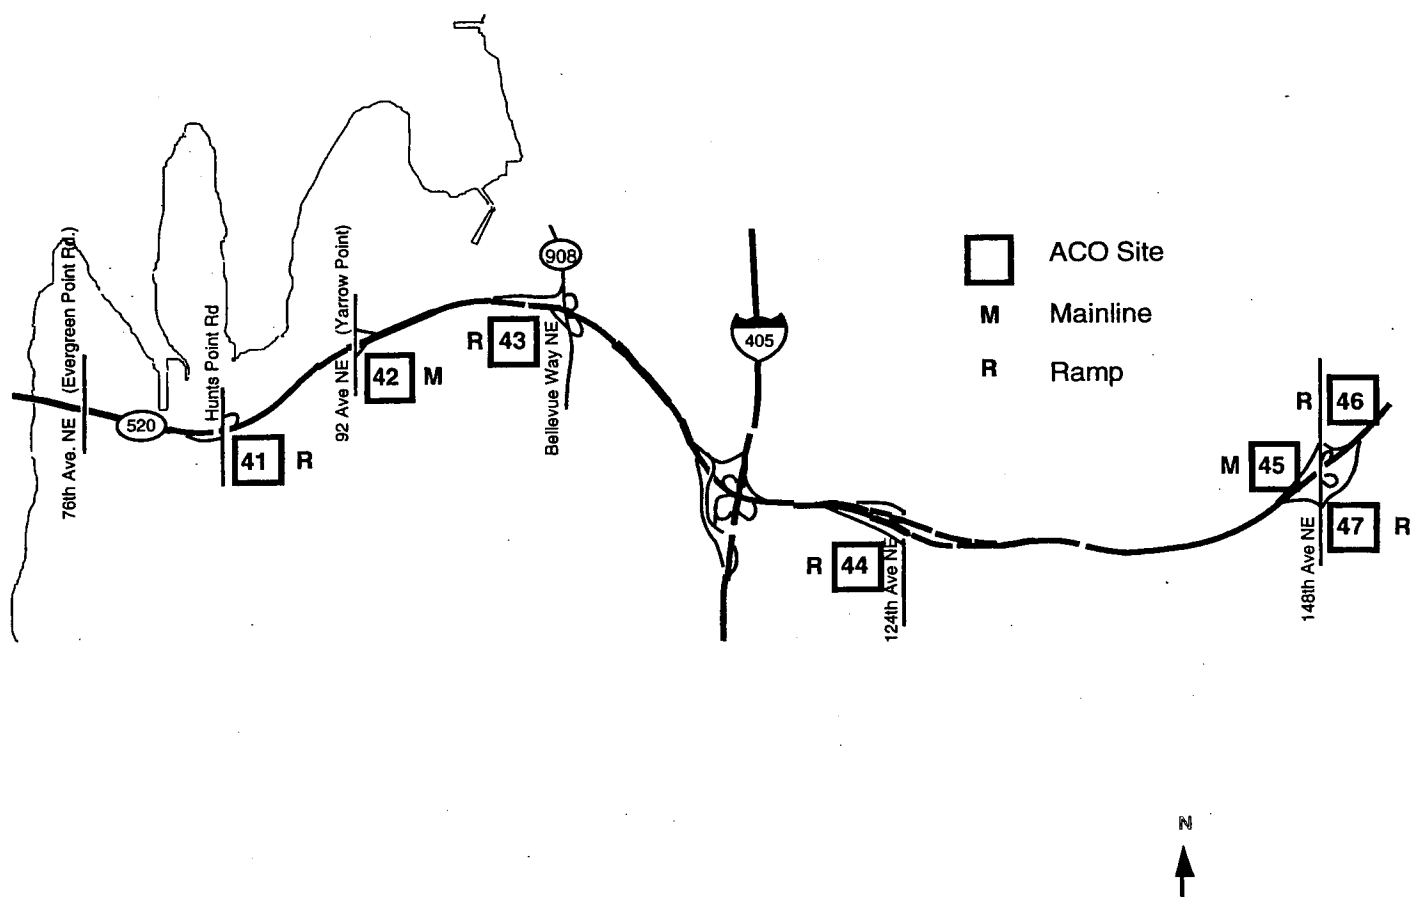 908
ACO Site
M Mainline
R Ramp
405
76th Ave. NE (Evergreen Point Rd.)
520
Hunts Point Rd
41 R
92 Ave NE (Yarrow Point)
42 M
R 43
Bellevue Way NE
R 44
124th Ave NE
M 45
R 46
47 R
148th Ave NE
N